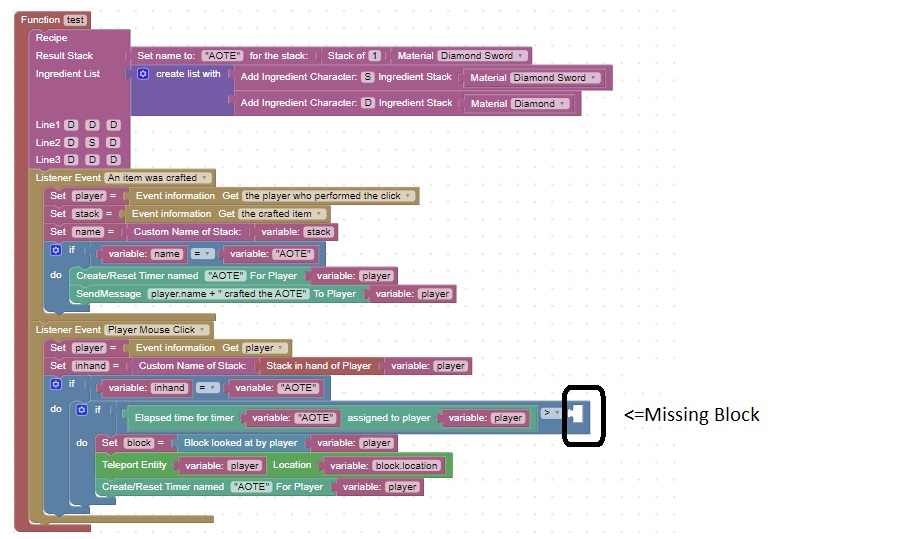 Function test
Recipe
Result Stack Set name to: "AOTE" for the stack: Stack of 1 Material Diamond Sword
Ingredient List create list with Add Ingredient Character: S Ingredient Stack Material Diamond Sword
Add Ingredient Character: D Ingredient Stack Material Diamond
Line1 D D D
Line2 D S D
Line3 D D D
Listener Event An item was crafted
Set player = Event information Get the player who performed the click
Set stack = Event information Get the crafted item
Set name = Custom Name of Stack: variable: stack
if variable: name = variable: "AOTE"
do Create/Reset Timer named "AOTE" For Player variable: player
SendMessage player.name + " crafted the AOTE" To Player variable: player
Listener Event Player Mouse Click
Set player = Event information Get player
Set inhand = Custom Name of Stack: Stack in hand of Player variable: player
if variable: inhand = variable: "AOTE"
do if Elapsed time for timer variable: "AOTE" assigned to player variable: player > <=Missing Block
do Set block = Block looked at by player variable: player
Teleport Entity variable: player Location variable: block.location
Create/Reset Timer named "AOTE" For Player variable: player